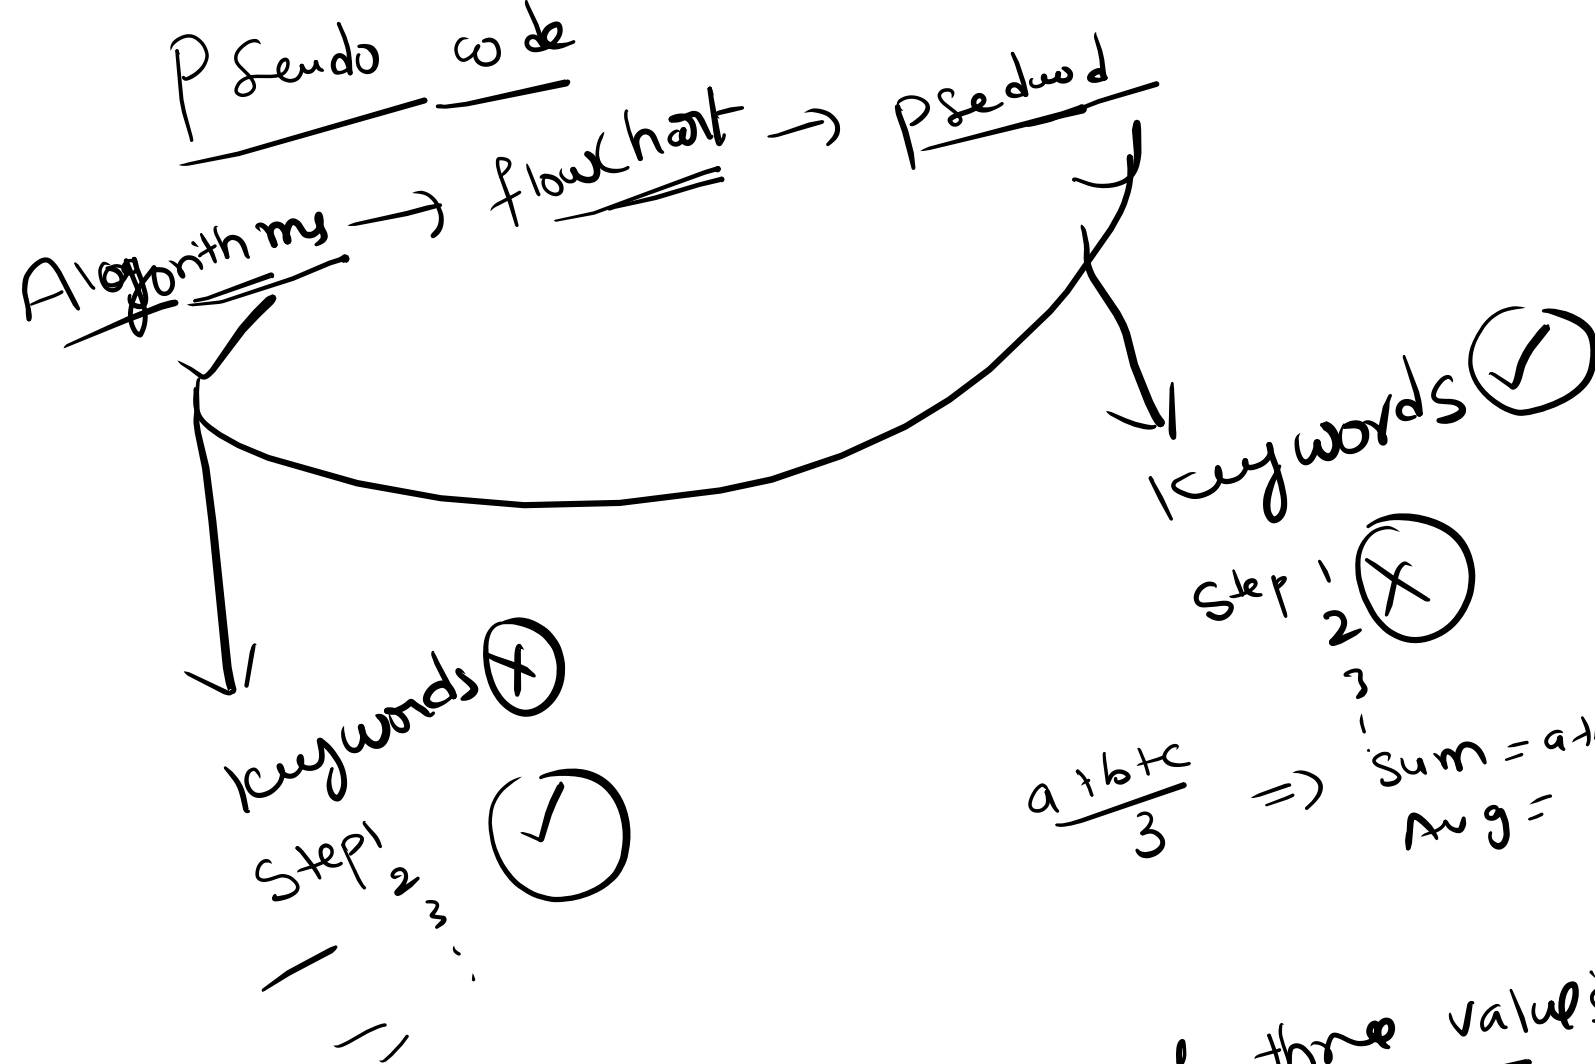 Pseudo code
Algorithms → flowchart → Pseduod
keywords ✓
Step 1
2
3
keywords x
Step 1
2
3
a+b+c
3
⇒
Sum = a+
Avg =
three values